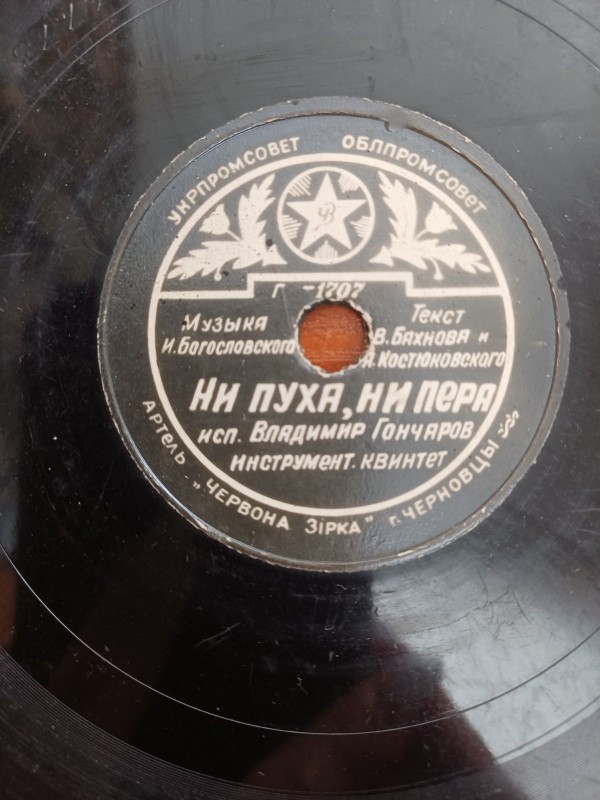 УКРПРОМСОВЕТ ОБЛПРОМСОВЕТ
1707
Музыка
И. Богословского
Текст
В. Бахнова и
Я. Костюковского
НИ ПУХА, НИ ПЕРА
исп. ВЛАДИМИР ГОНЧАРОВ
ИНСТРУМЕНТ. КВИНТЕТ
АРТЕЛЬ „ЧЕРВОНА ЗІРКА" г. ЧЕРНОВЦЫ